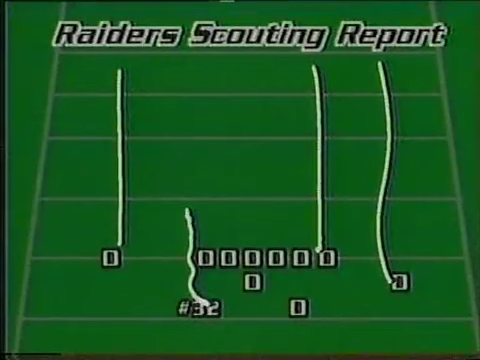 Raiders Scouting Report
O O O O O O O O
O
#32 O